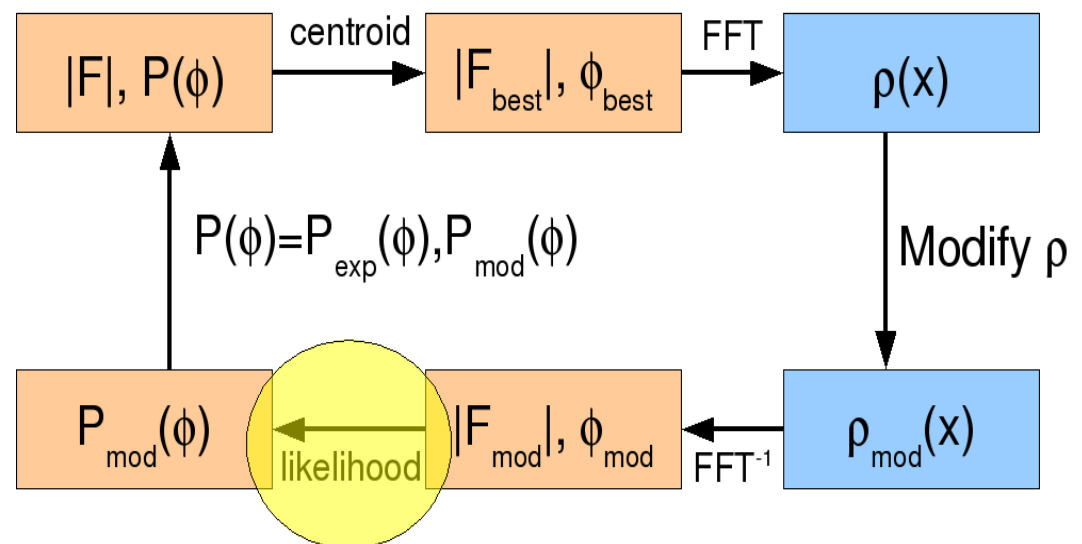 |F|, P(ϕ)
centroid
|F_best|, ϕ_best
FFT
ρ(x)
P(ϕ)=P_exp(ϕ),P_mod(ϕ)
Modify ρ
P_mod(ϕ)
likelihood
|F_mod|, ϕ_mod
FFT⁻¹
ρ_mod(x)